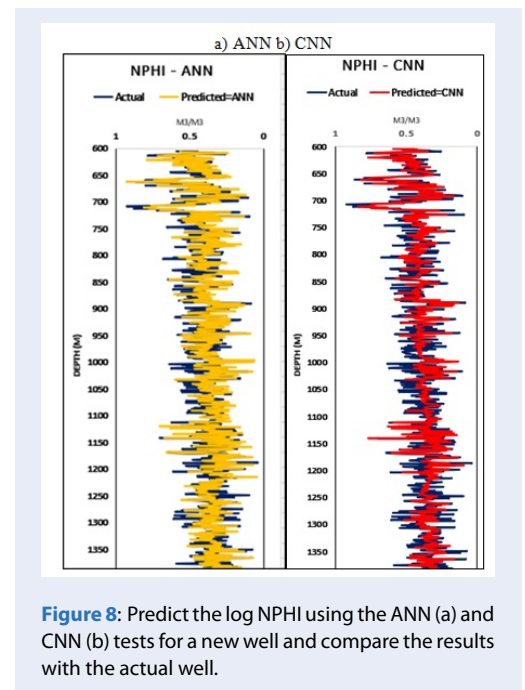 a) ANN b) CNN
NPHI - ANN
Actual Predicted=ANN
M3/M3
1 0.5 0
600
650
700
750
800
850
900
950
1000
1050
1100
1150
1200
1250
1300
1350
DEPTH (M)
NPHI - CNN
Actual Predicted=CNN
M3/M3
1 0.5 0
600
650
700
750
800
850
900
950
1000
1050
1100
1150
1200
1250
1300
1350
DEPTH (M)
Figure 8: Predict the log NPHI using the ANN (a) and
CNN (b) tests for a new well and compare the results
with the actual well.